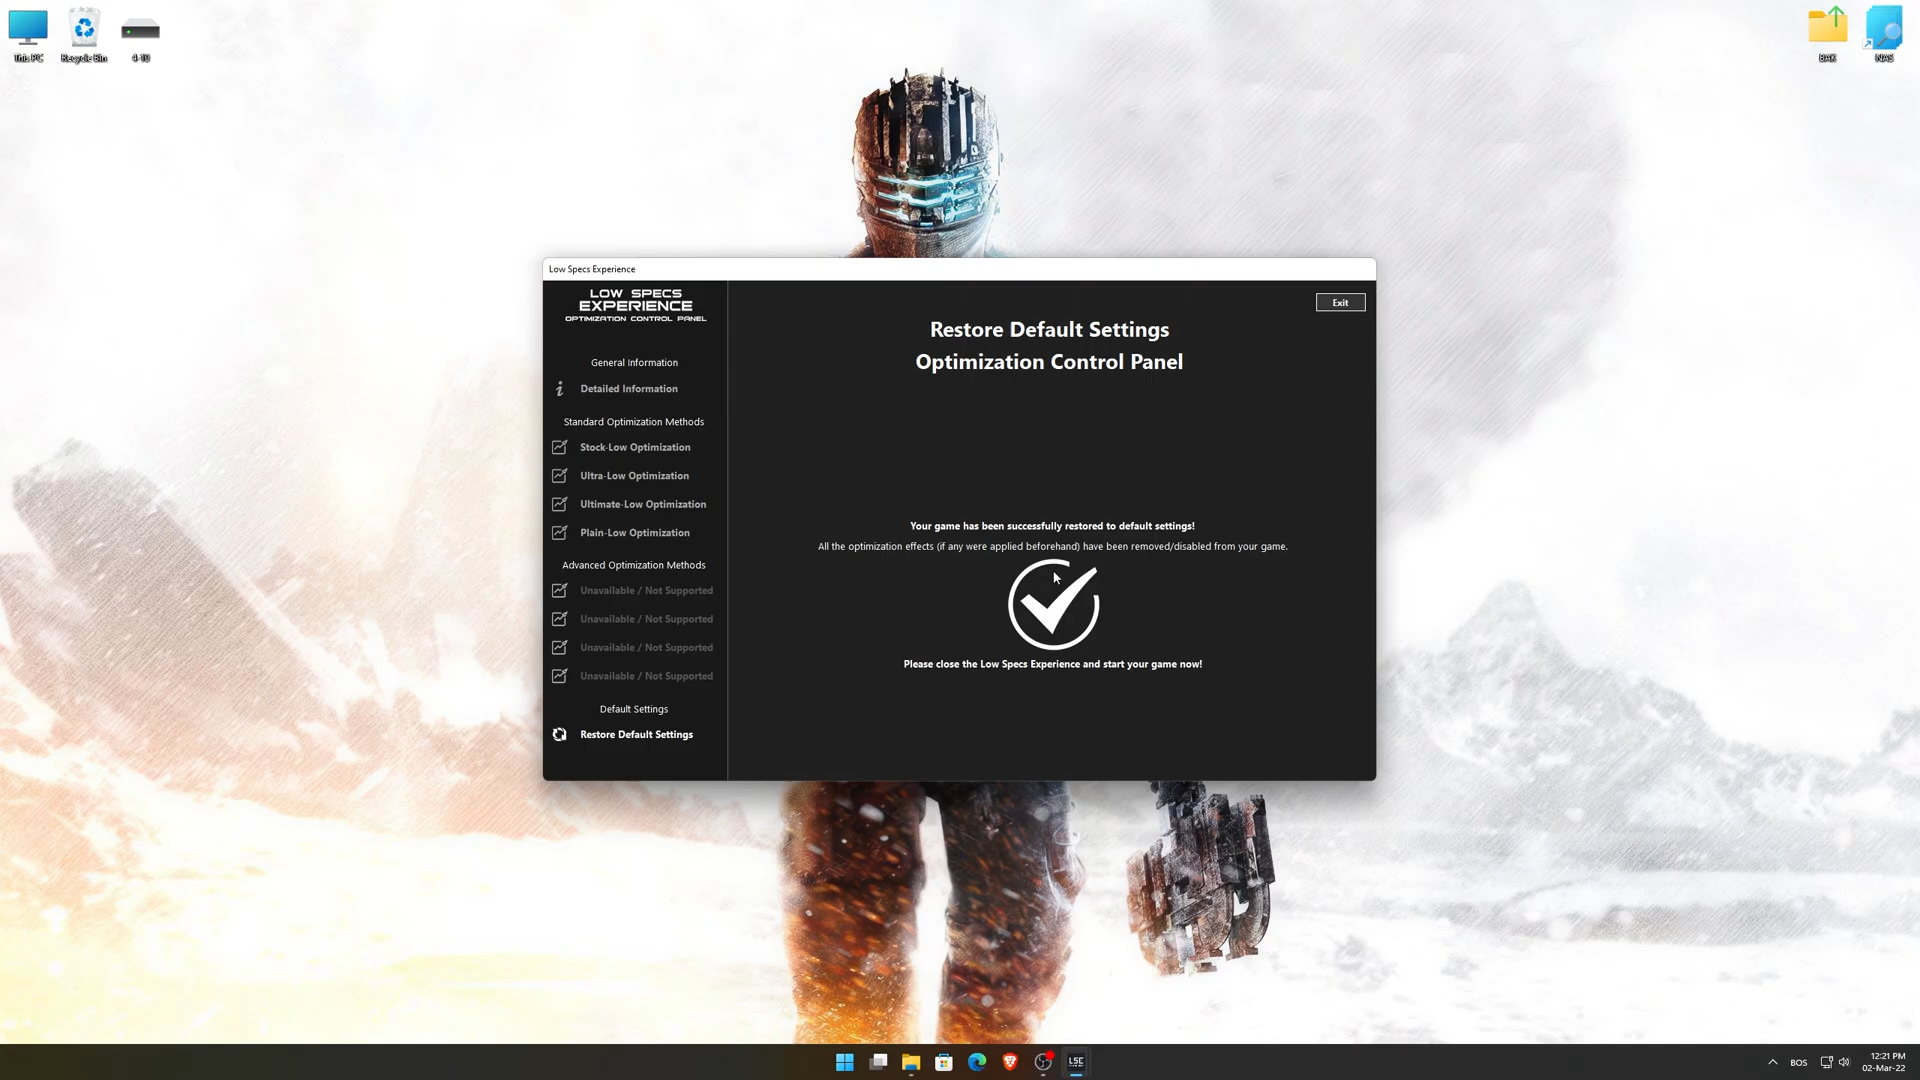 This PC
Recycle Bin
4-10
BAK
NAS
Low Specs Experience
LOW SPECS
EXPERIENCE
OPTIMIZATION CONTROL PANEL
General Information
Detailed Information
Standard Optimization Methods
Stock-Low Optimization
Ultra-Low Optimization
Ultimate-Low Optimization
Plain-Low Optimization
Advanced Optimization Methods
Unavailable / Not Supported
Unavailable / Not Supported
Unavailable / Not Supported
Unavailable / Not Supported
Default Settings
Restore Default Settings
Exit
Restore Default Settings
Optimization Control Panel
Your game has been successfully restored to default settings!
All the optimization effects (if any were applied beforehand) have been removed/disabled from your game.
Please close the Low Specs Experience and start your game now!
LSE
BOS
12:21 PM
02-Mar-22